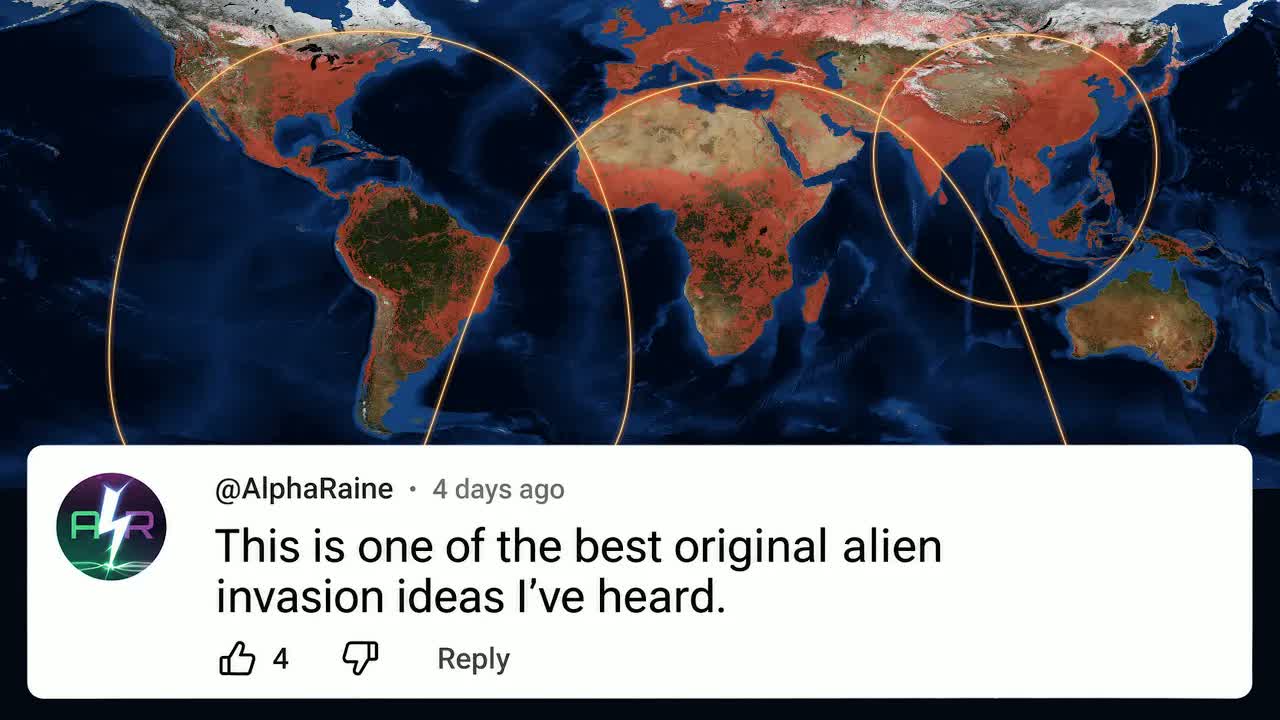 @AlphaRaine · 4 days ago
A R
This is one of the best original alien
invasion ideas I’ve heard.
4 Reply